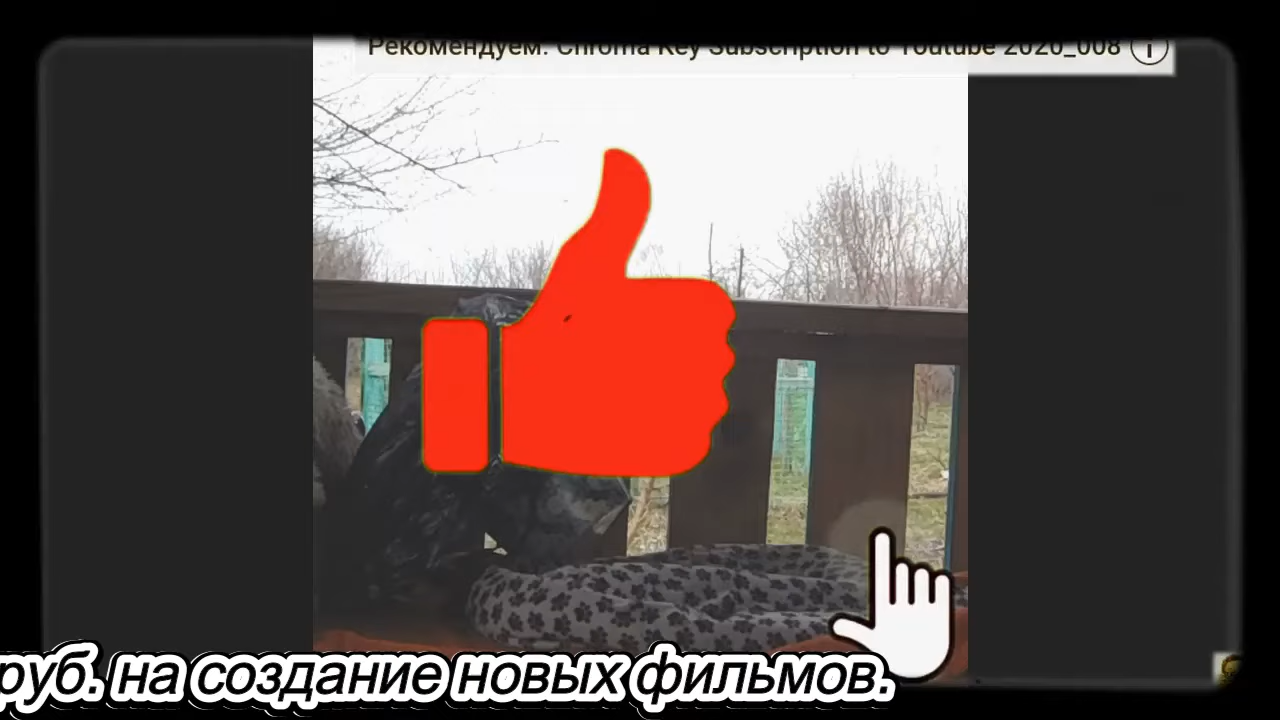 Рекомендуем: Chroma Key Subscription to Youtube 2020_008
руб. на создание новых фильмов.